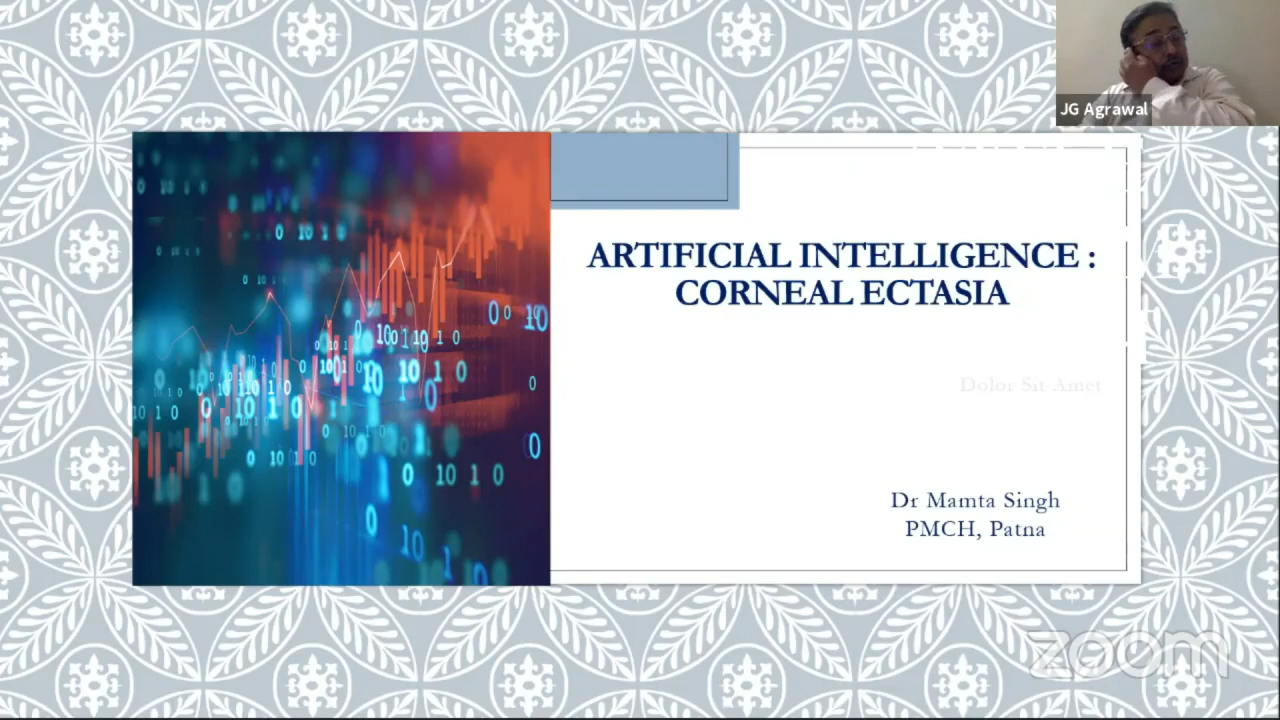 JG Agrawal
ARTIFICIAL INTELLIGENCE :
CORNEAL ECTASIA
Dolor Sit Amet
Dr Mamta Singh
PMCH, Patna
zoom